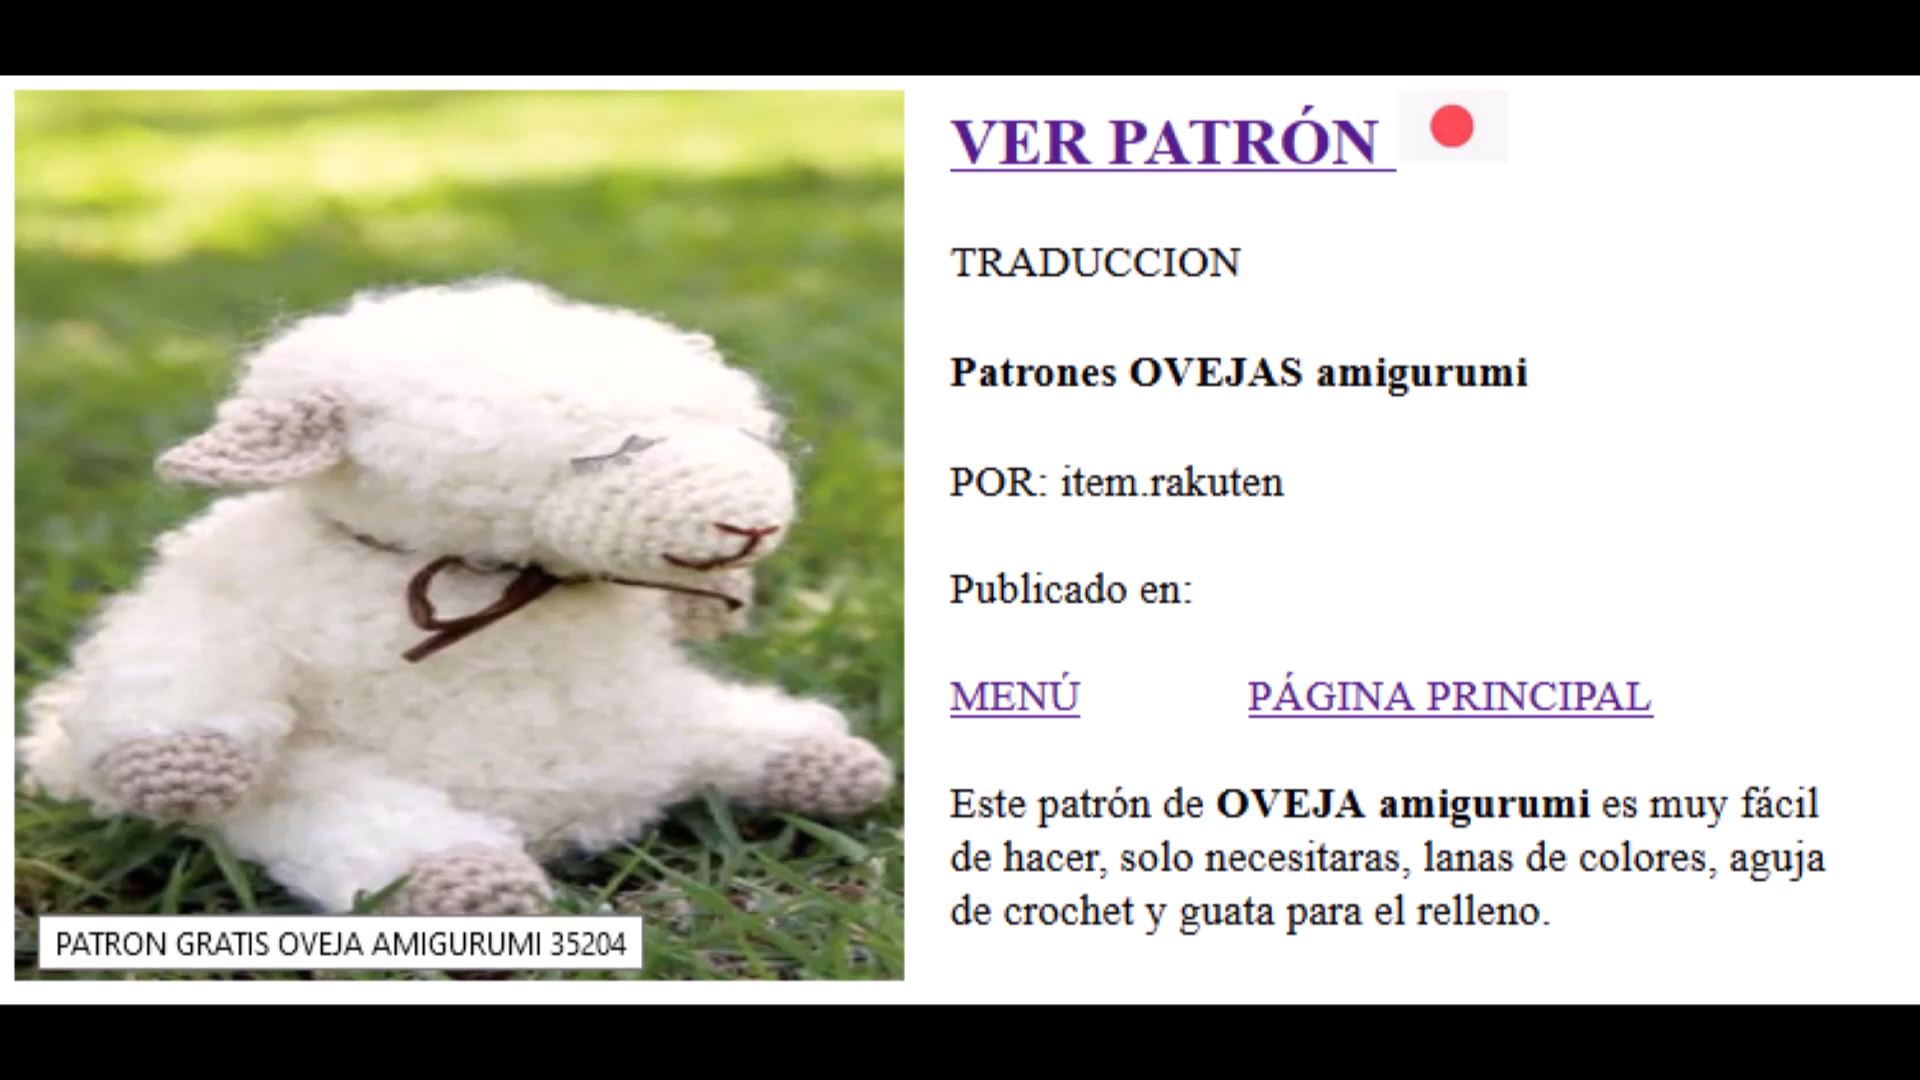 VER PATRÓN
TRADUCCION
Patrones OVEJAS amigurumi
POR: item.rakuten
Publicado en:
MENÚ PÁGINA PRINCIPAL
Este patrón de OVEJA amigurumi es muy fácil
de hacer, solo necesitaras, lanas de colores, aguja
de crochet y guata para el relleno.
PATRON GRATIS OVEJA AMIGURUMI 35204